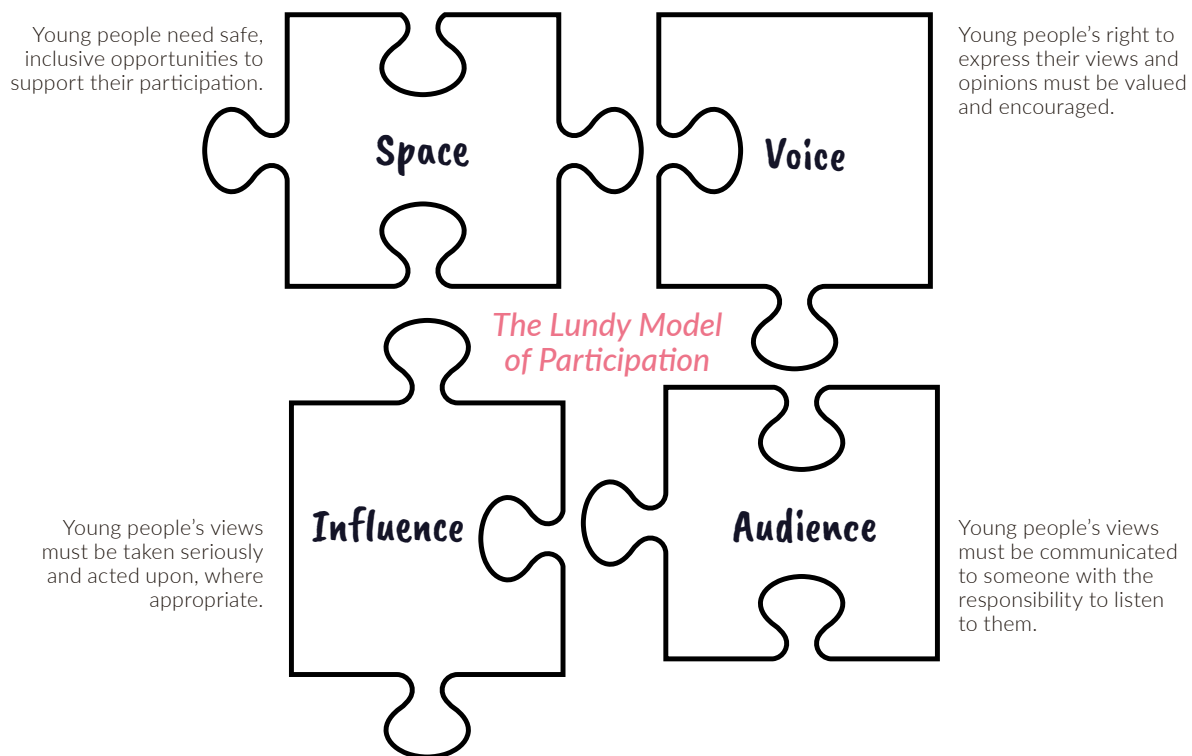 Young people need safe,
inclusive opportunities to
support their participation.
Space
Voice
Young people’s right to
express their views and
opinions must be valued
and encouraged.
The Lundy Model
of Participation
Young people’s views
must be taken seriously
and acted upon, where
appropriate.
Influence
Audience
Young people’s views
must be communicated
to someone with the
responsibility to listen
to them.